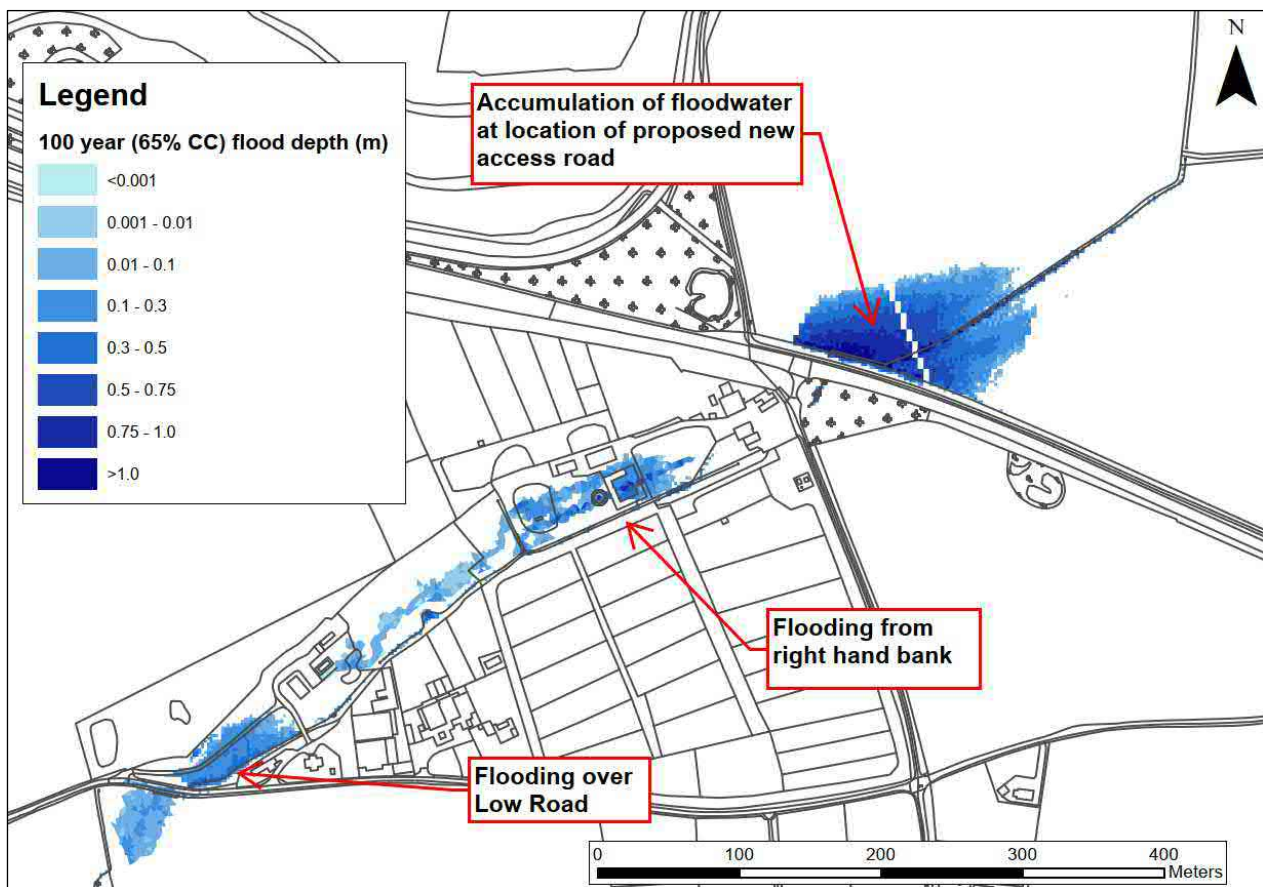 N
Legend
100 year (65% CC) flood depth (m)
<0.001
0.001 - 0.01
0.01 - 0.1
0.1 - 0.3
0.3 - 0.5
0.5 - 0.75
0.75 - 1.0
>1.0
Accumulation of floodwater
at location of proposed new
access road
Flooding from
right hand bank
Flooding over
Low Road
0 100 200 300 400
Meters